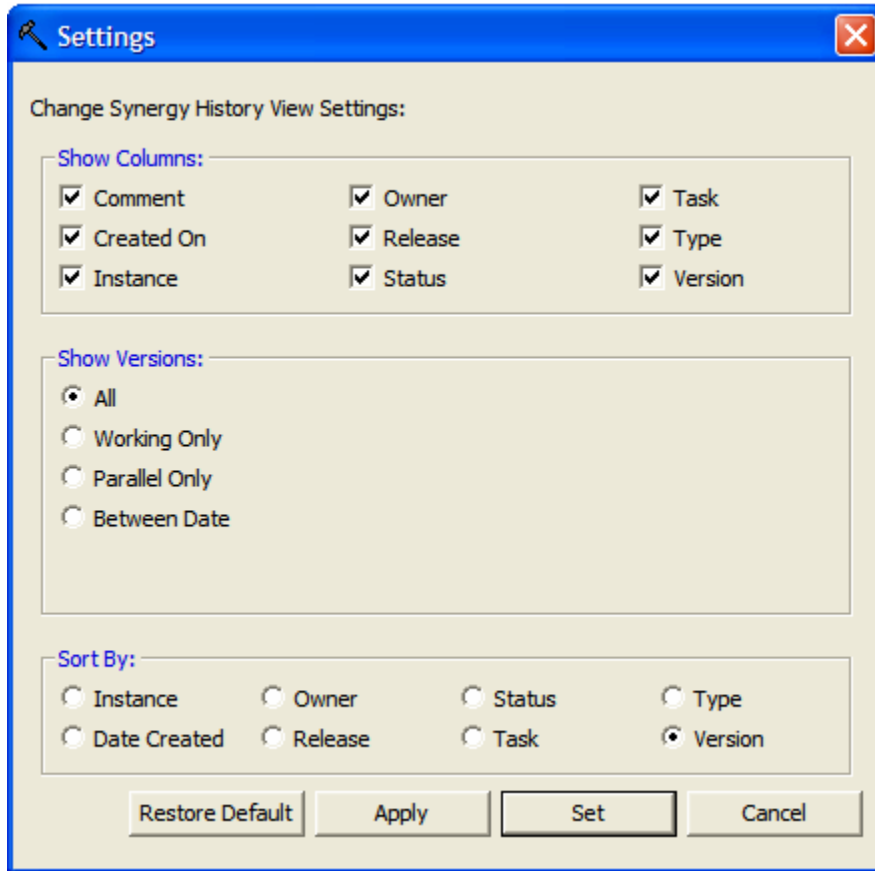 Settings
Change Synergy History View Settings:
Show Columns:
Comment Owner Task
Created On Release Type
Instance Status Version
Show Versions:
All
Working Only
Parallel Only
Between Date
Sort By:
Instance Owner Status Type
Date Created Release Task Version
Restore Default Apply Set Cancel